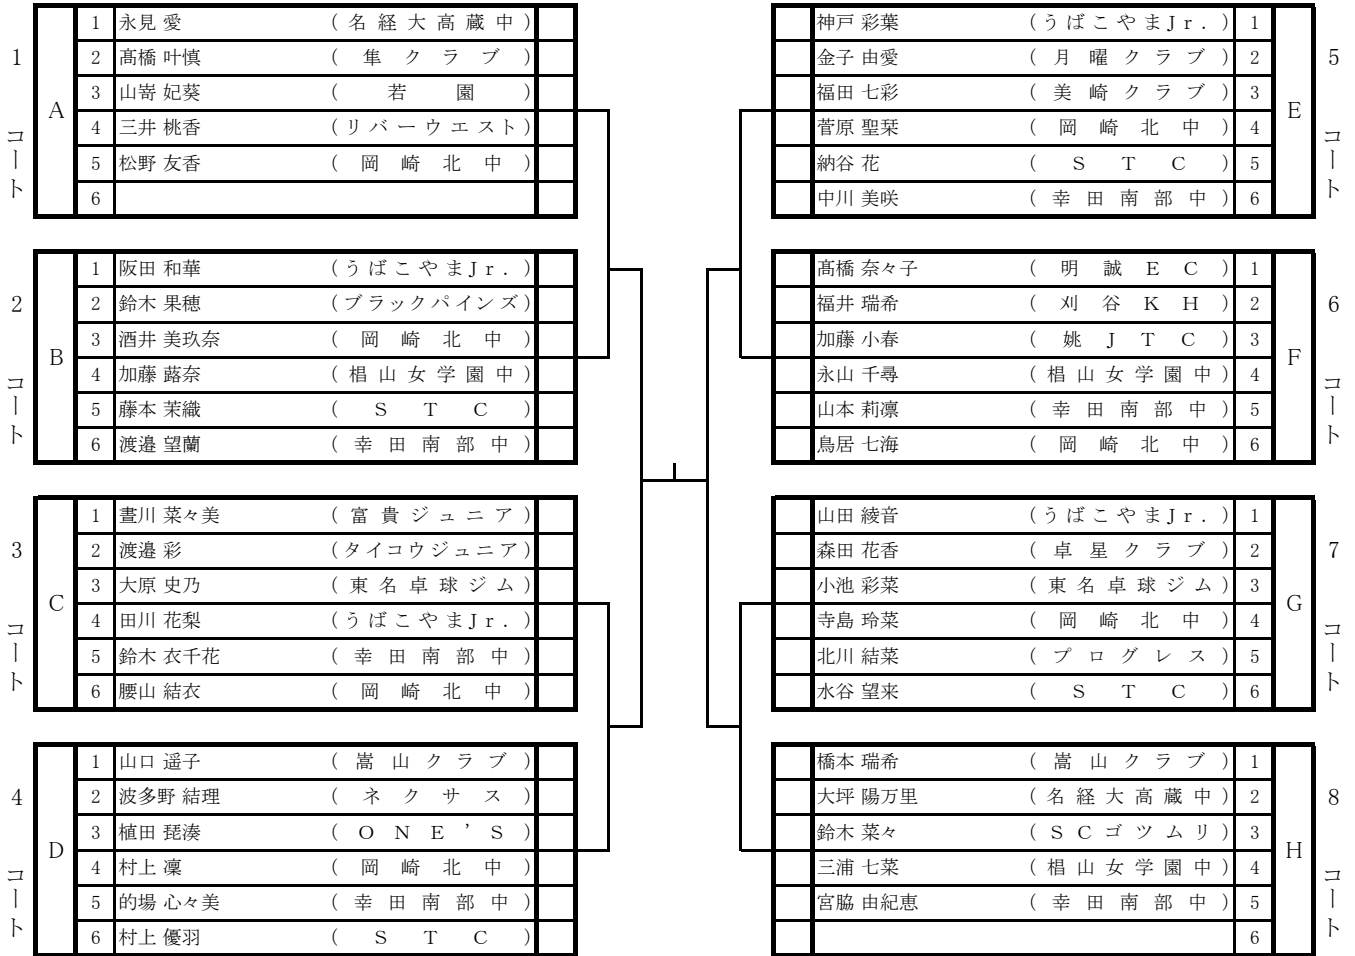 1 コート
A
1 永見 愛 (名経大高蔵中)
2 髙橋 叶慎 (隼クラブ)
3 山嵜 妃葵 (若園)
4 三井 桃香 (リバーウエスト)
5 松野 友香 (岡崎北中)
6
2 コート
B
1 阪田 和華 (うばこやまJr.)
2 鈴木 果穂 (ブラックパインズ)
3 酒井 美玖奈 (岡崎北中)
4 加藤 蕗奈 (椙山女学園中)
5 藤本 茉織 (STC)
6 渡邉 望蘭 (幸田南部中)
3 コート
C
1 晝川 菜々美 (富貴ジュニア)
2 渡邉 彩 (タイコウジュニア)
3 大原 史乃 (東名卓球ジム)
4 田川 花梨 (うばこやまJr.)
5 鈴木 衣千花 (幸田南部中)
6 腰山 結衣 (岡崎北中)
4 コート
D
1 山口 遥子 (嵩山クラブ)
2 波多野 結理 (ネクサス)
3 植田 琵湊 (ONE'S)
4 村上 凜 (岡崎北中)
5 的場 心々美 (幸田南部中)
6 村上 優羽 (STC)
神戸 彩葉 (うばこやまJr.) 1
金子 由愛 (月曜クラブ) 2
福田 七彩 (美崎クラブ) 3
菅原 聖栞 (岡崎北中) 4
納谷 花 (STC) 5
中川 美咲 (幸田南部中) 6
E
5 コート
髙橋 奈々子 (明誠EC) 1
福井 瑞希 (刈谷KH) 2
加藤 小春 (姚JTC) 3
永山 千尋 (椙山女学園中) 4
山本 莉凛 (幸田南部中) 5
鳥居 七海 (岡崎北中) 6
F
6 コート
山田 綾音 (うばこやまJr.) 1
森田 花香 (卓星クラブ) 2
小池 彩菜 (東名卓球ジム) 3
寺島 玲菜 (岡崎北中) 4
北川 結菜 (プログレス) 5
水谷 望来 (STC) 6
G
7 コート
橋本 瑞希 (嵩山クラブ) 1
大坪 陽万里 (名経大高蔵中) 2
鈴木 菜々 (SCゴツムリ) 3
三浦 七菜 (椙山女学園中) 4
宮脇 由紀恵 (幸田南部中) 5
6
H
8 コート